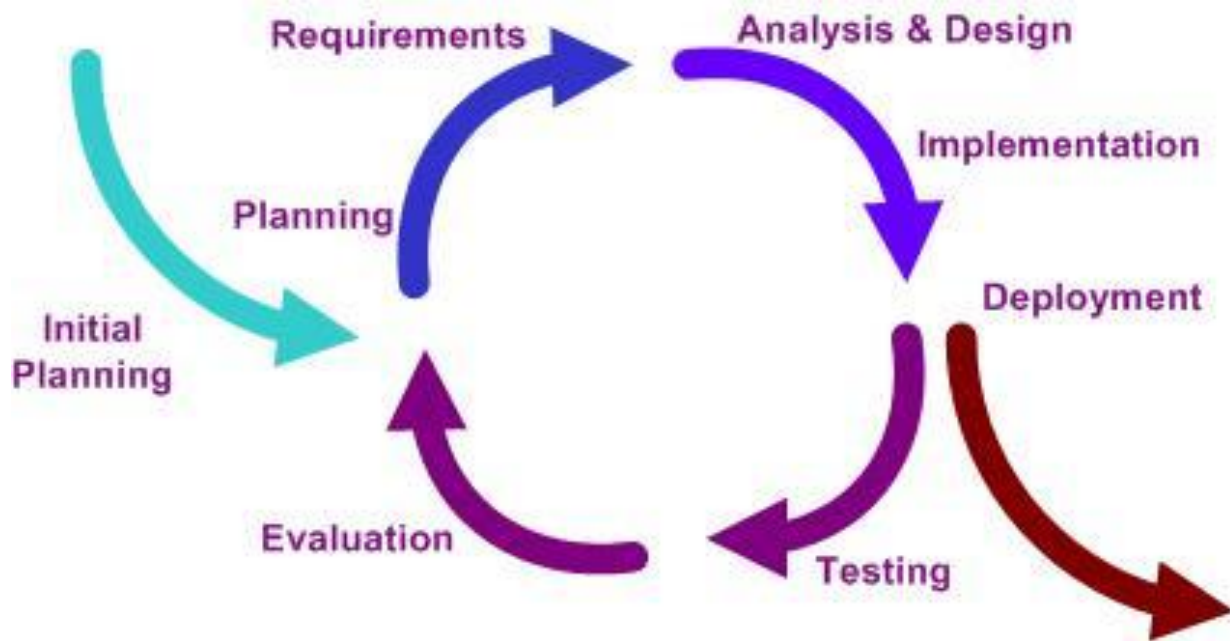 Requirements
Analysis & Design
Implementation
Planning
Deployment
Initial
Planning
Evaluation
Testing